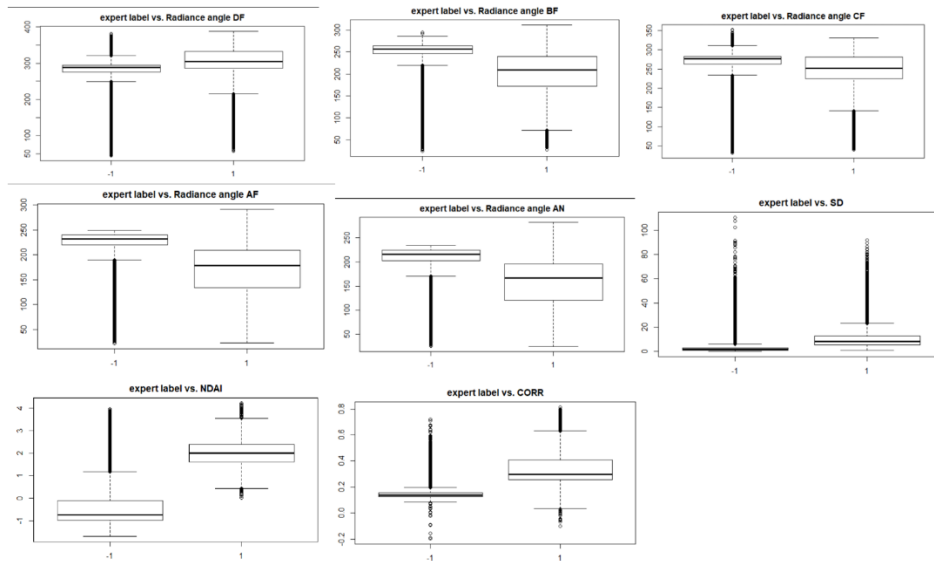 expert label vs. Radiance angle DF
400
300
200
100
50
-1 1
expert label vs. Radiance angle BF
50 100 150 200 250 300
-1 1
expert label vs. Radiance angle CF
50 100 150 200 250 300 350
-1 1
expert label vs. Radiance angle AF
50 100 150 200 250 300
-1 1
expert label vs. Radiance angle AN
50 100 150 200 250
-1 1
expert label vs. SD
0 20 40 60 80 100
-1 1
expert label vs. NDAI
-1 0 1 2 3 4
-1 1
expert label vs. CORR
-0.2 0.0 0.2 0.4 0.6 0.8
-1 1